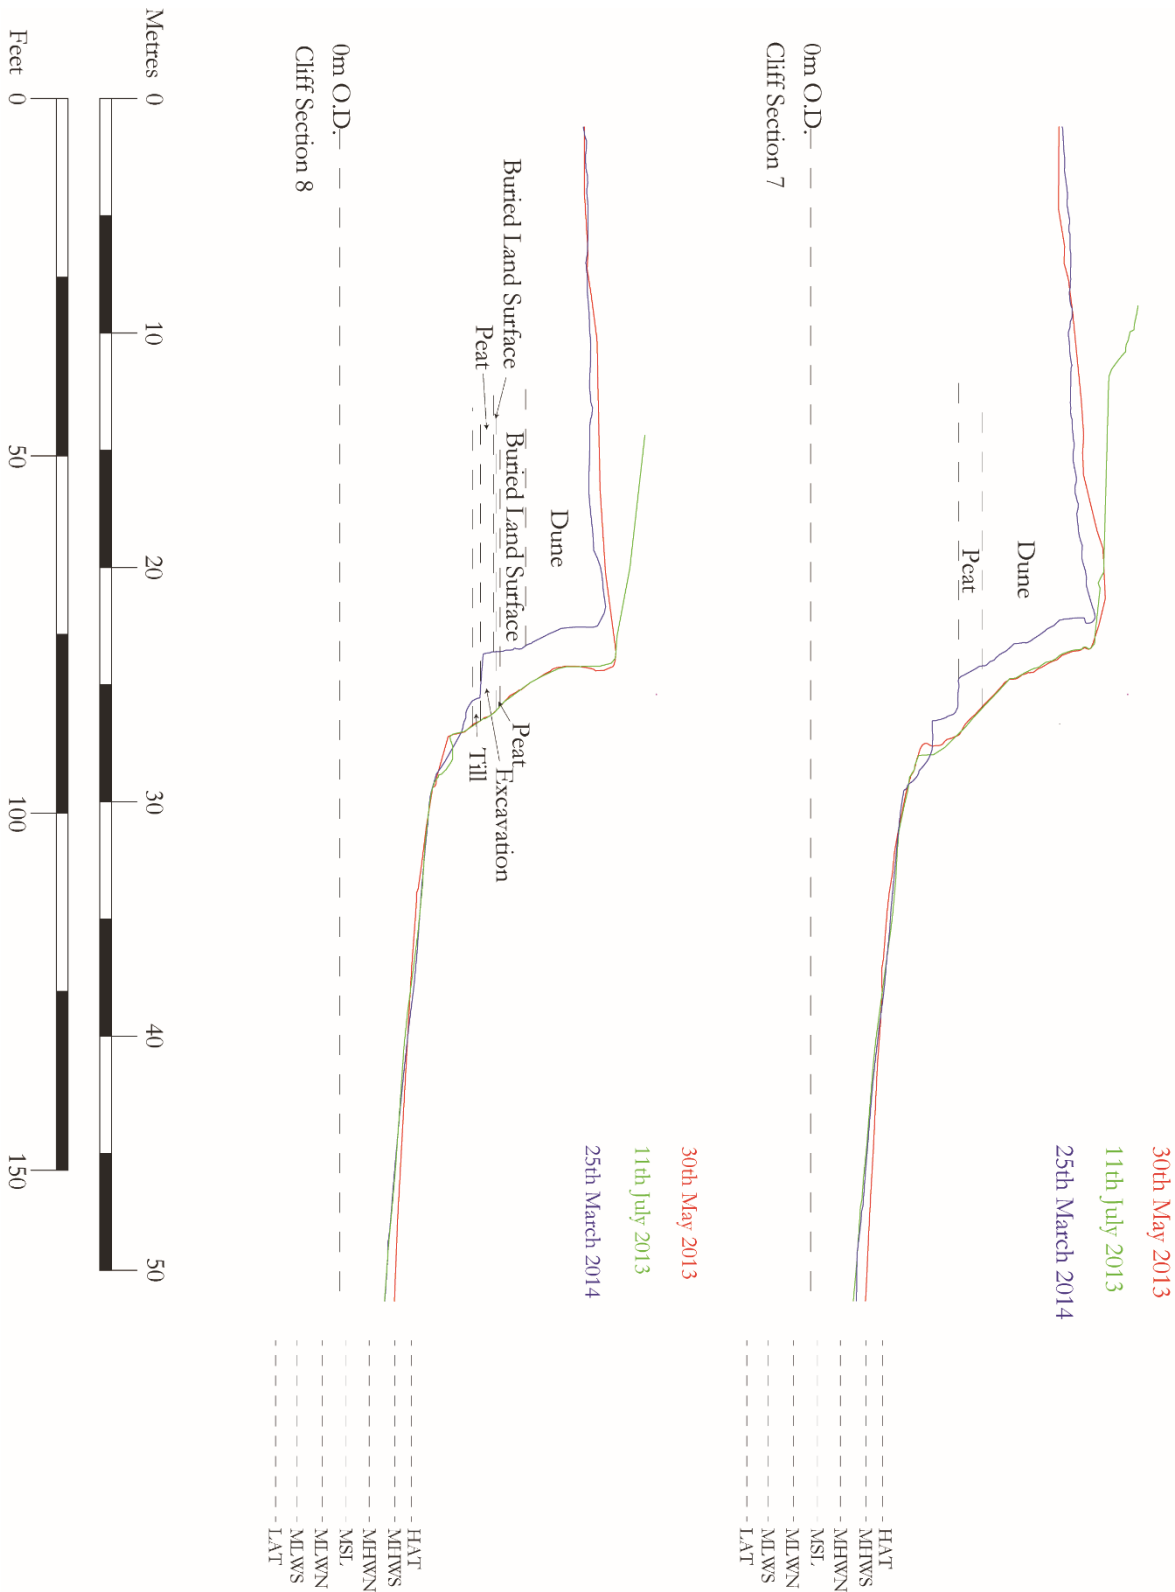 30th May 2013
11th July 2013
25th March 2014
Dune
Peat
0m O.D.
Cliff Section 7
HAT
MHWS
MHWN
MSL
MLWN
MLWS
LAT
30th May 2013
11th July 2013
25th March 2014
Dune
Buried Land Surface
Buried Land Surface
Peat
Peat
Excavation
Till
0m O.D.
Cliff Section 8
HAT
MHWS
MHWN
MSL
MLWN
MLWS
LAT
Metres 0 10 20 30 40 50
Feet 0 50 100 150